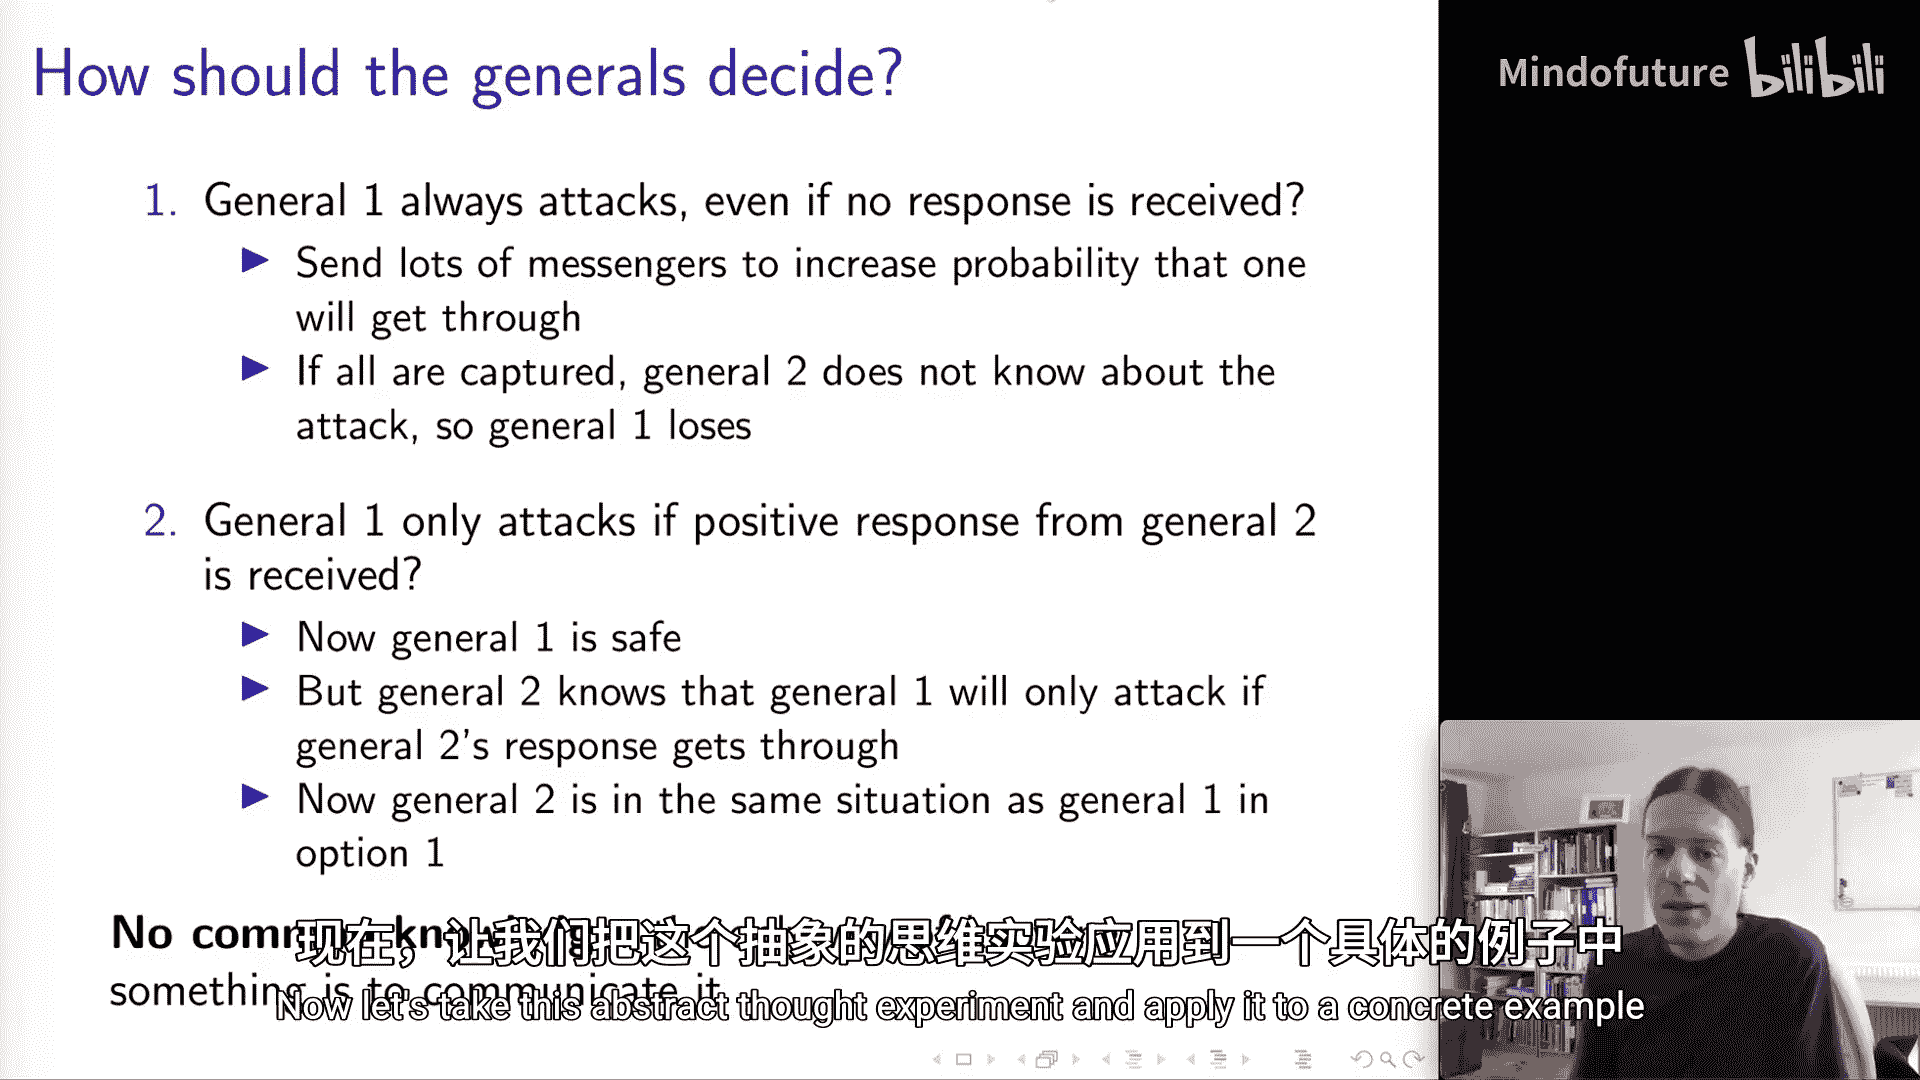 How should the generals decide?
Mindofuture bilibili
1. General 1 always attacks, even if no response is received?
Send lots of messengers to increase probability that one
will get through
If all are captured, general 2 does not know about the
attack, so general 1 loses
2. General 1 only attacks if positive response from general 2
is received?
Now general 1 is safe
But general 2 knows that general 1 will only attack if
general 2's response gets through
Now general 2 is in the same situation as general 1 in
option 1
No
something is to communicate it
现在，让我们把这个抽象的思维实验应用到一个具体的例子中
Now let's take this abstract thought experiment and apply it to a concrete example